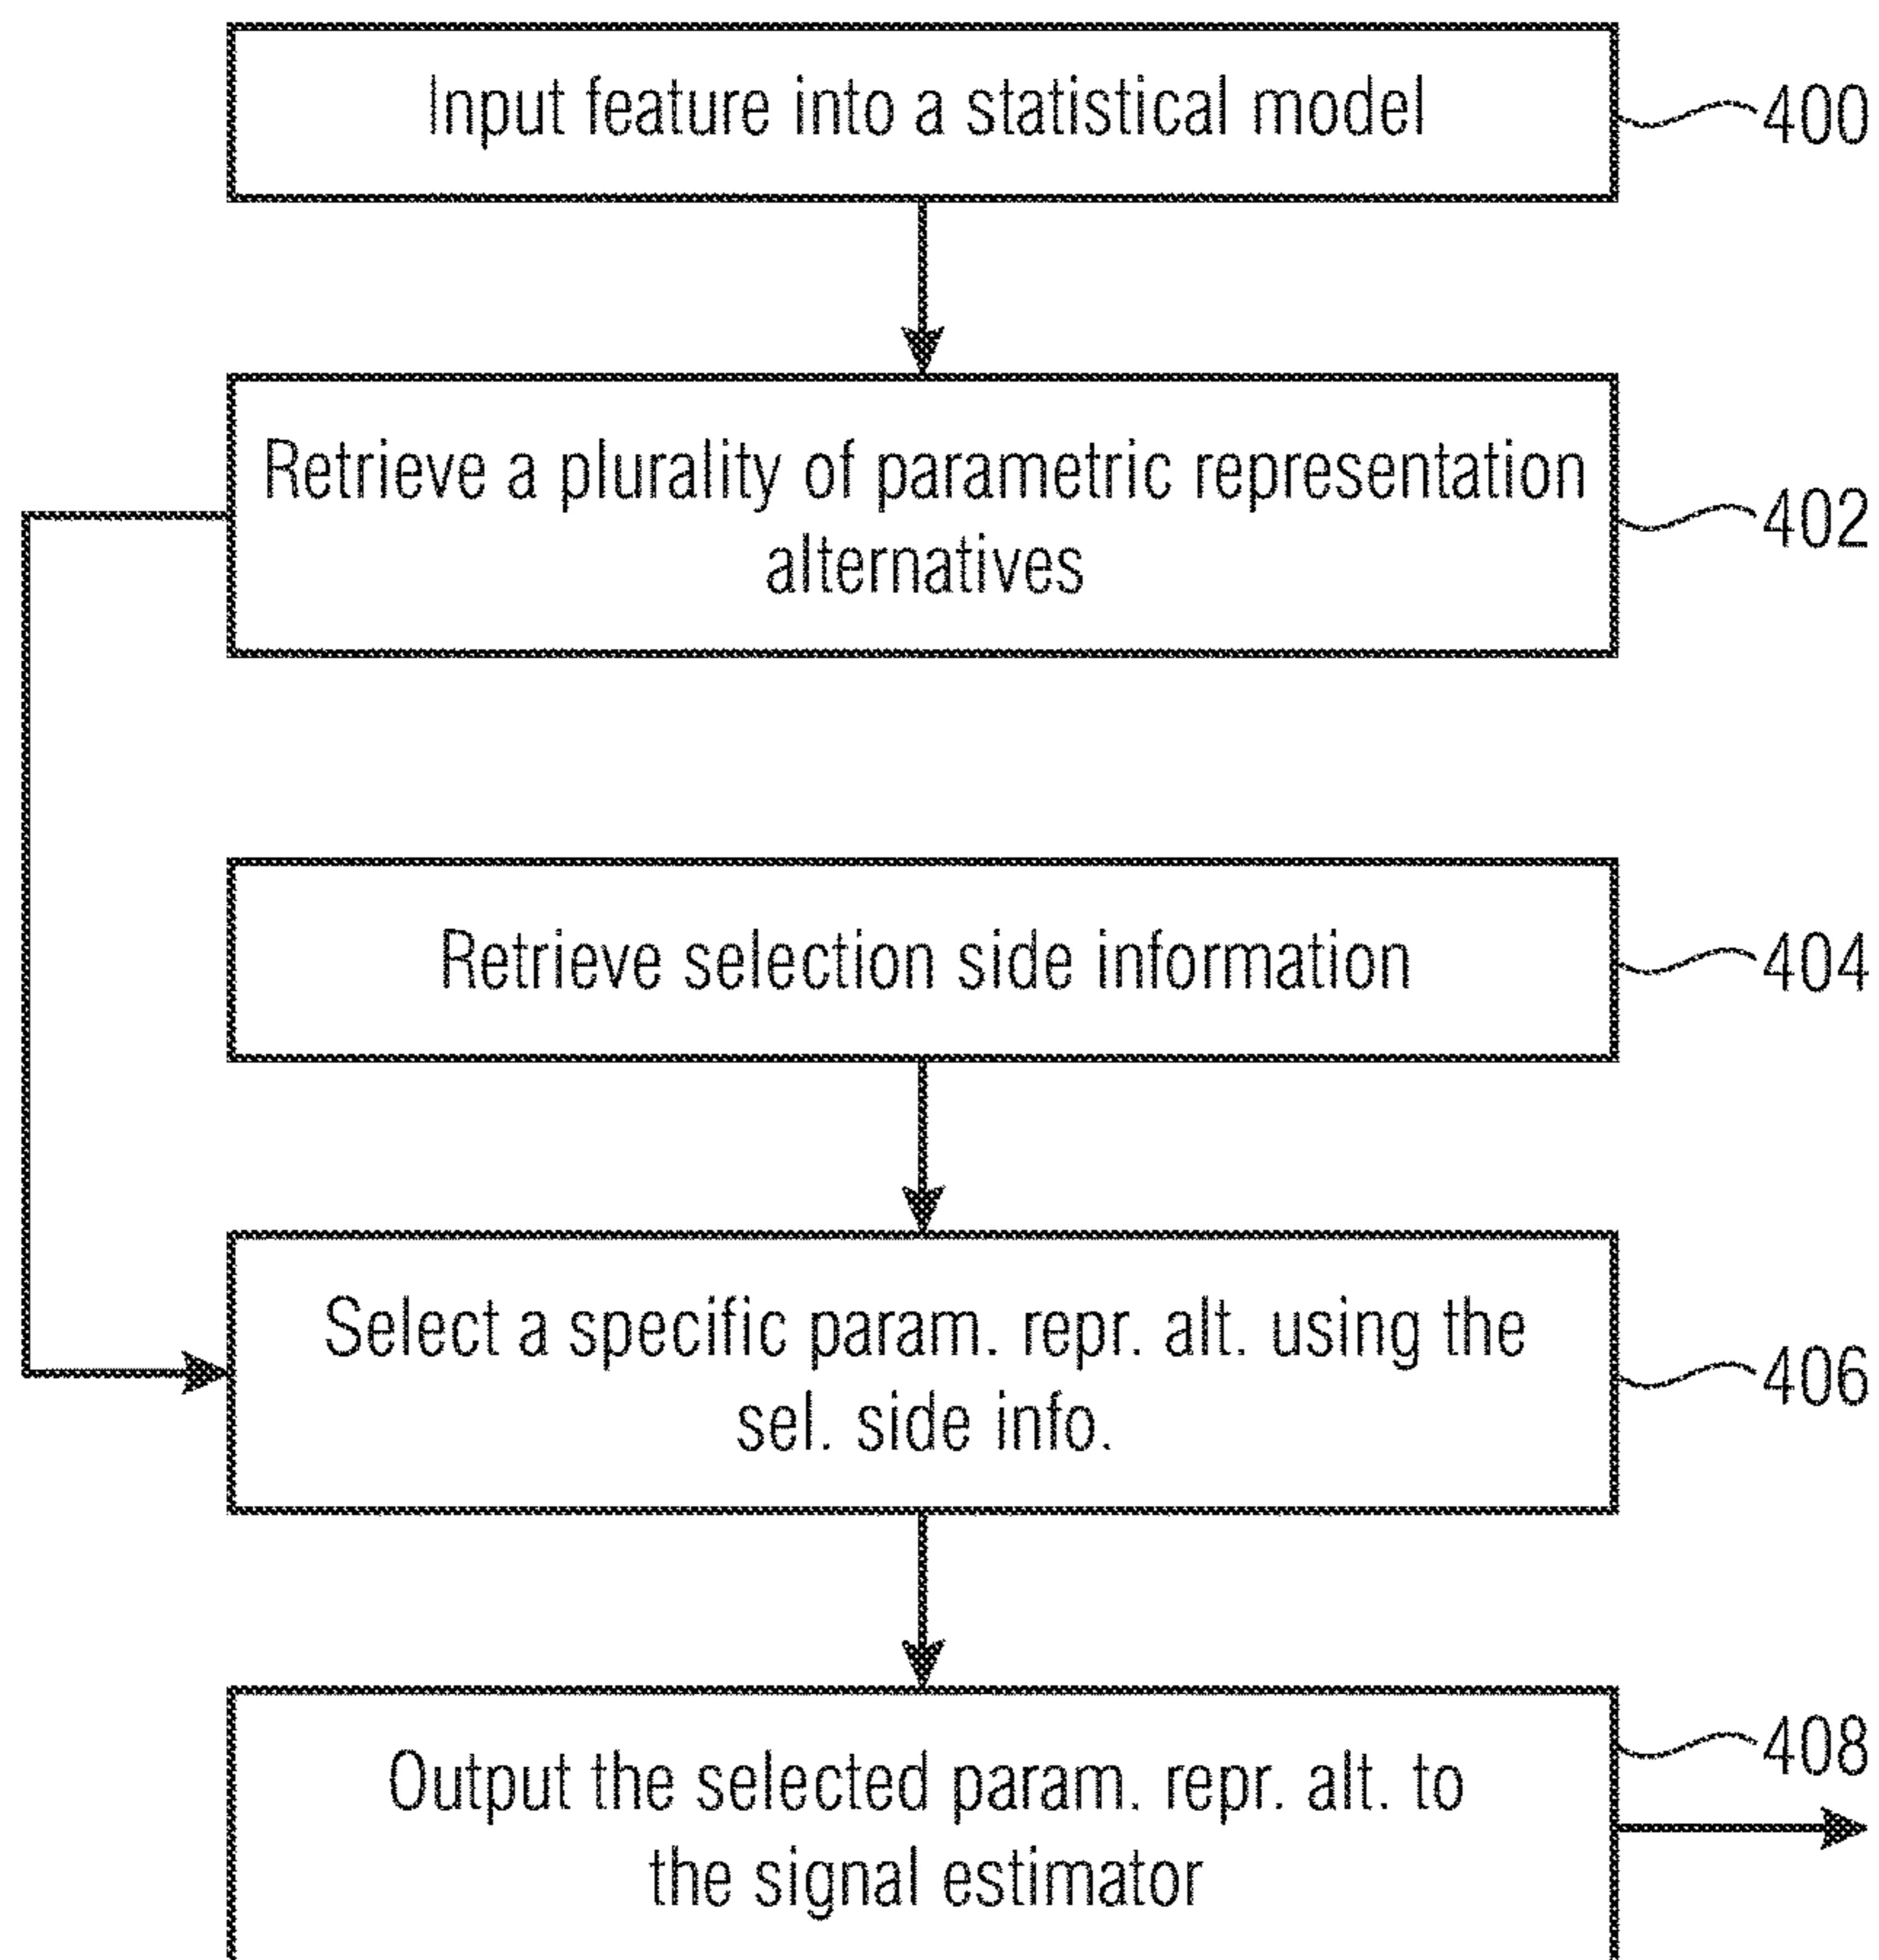 Input feature into a statistical model
400
Retrieve a plurality of parametric representation
alternatives
402
Retrieve selection side information
404
Select a specific param. repr. alt. using the
sel. side info.
406
Output the selected param. repr. alt. to
the signal estimator
408